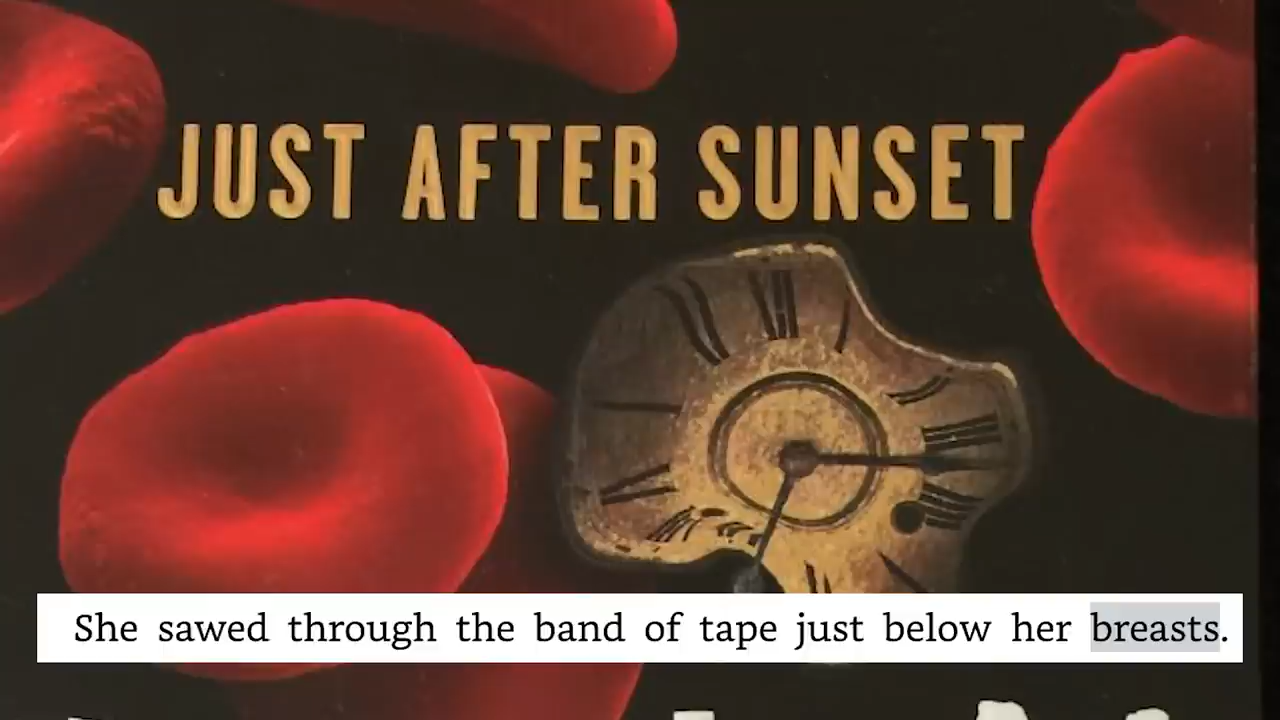 JUST AFTER SUNSET
She sawed through the band of tape just below her breasts.